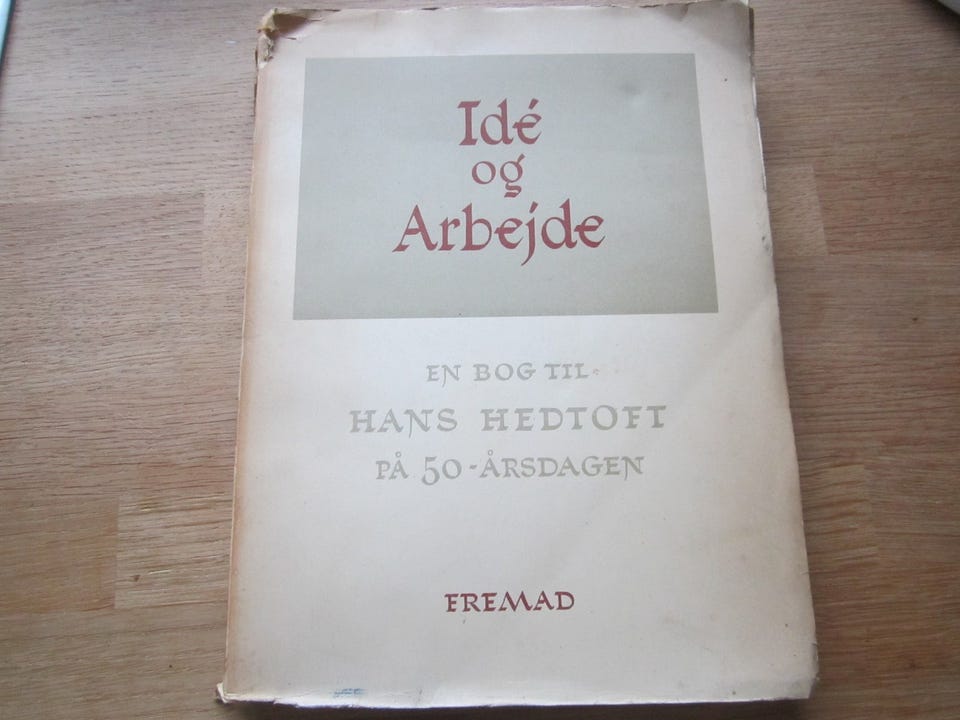 Idé
og
Arbejde
EN BOG TIL
HANS HEDTOFT
PÅ 50-ÅRSDAGEN
FREMAD